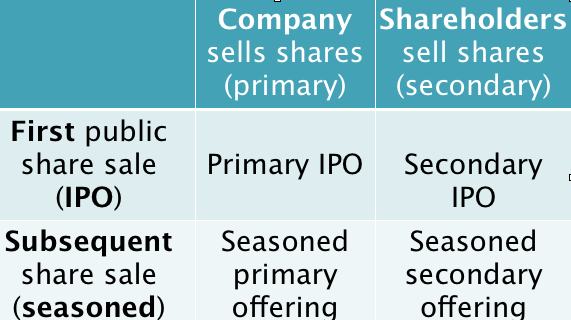 Company
sells shares
(primary)
Shareholders
sell shares
(secondary)
First public
share sale
(IPO)
Primary IPO
Secondary
IPO
Subsequent
share sale
(seasoned)
Seasoned
primary
offering
Seasoned
secondary
offering